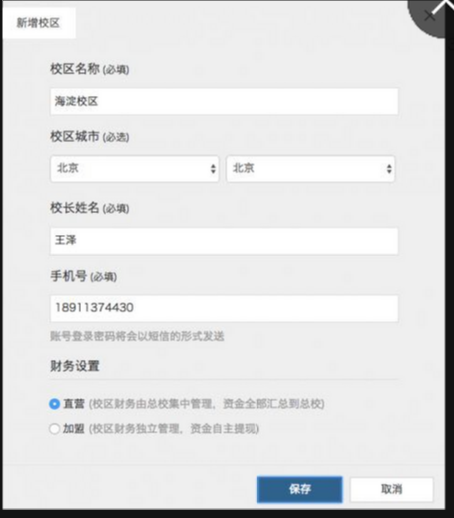 新增校区
校区名称 (必填)
海淀校区
校区城市 (必选)
北京 北京
校长姓名 (必填)
王泽
手机号 (必填)
18911374430
账号登录密码将会以短信的形式发送
财务设置
直营 (校区财务由总校集中管理，资金全部汇总到总校)
加盟 (校区财务独立管理，资金自主提现)
保存 取消